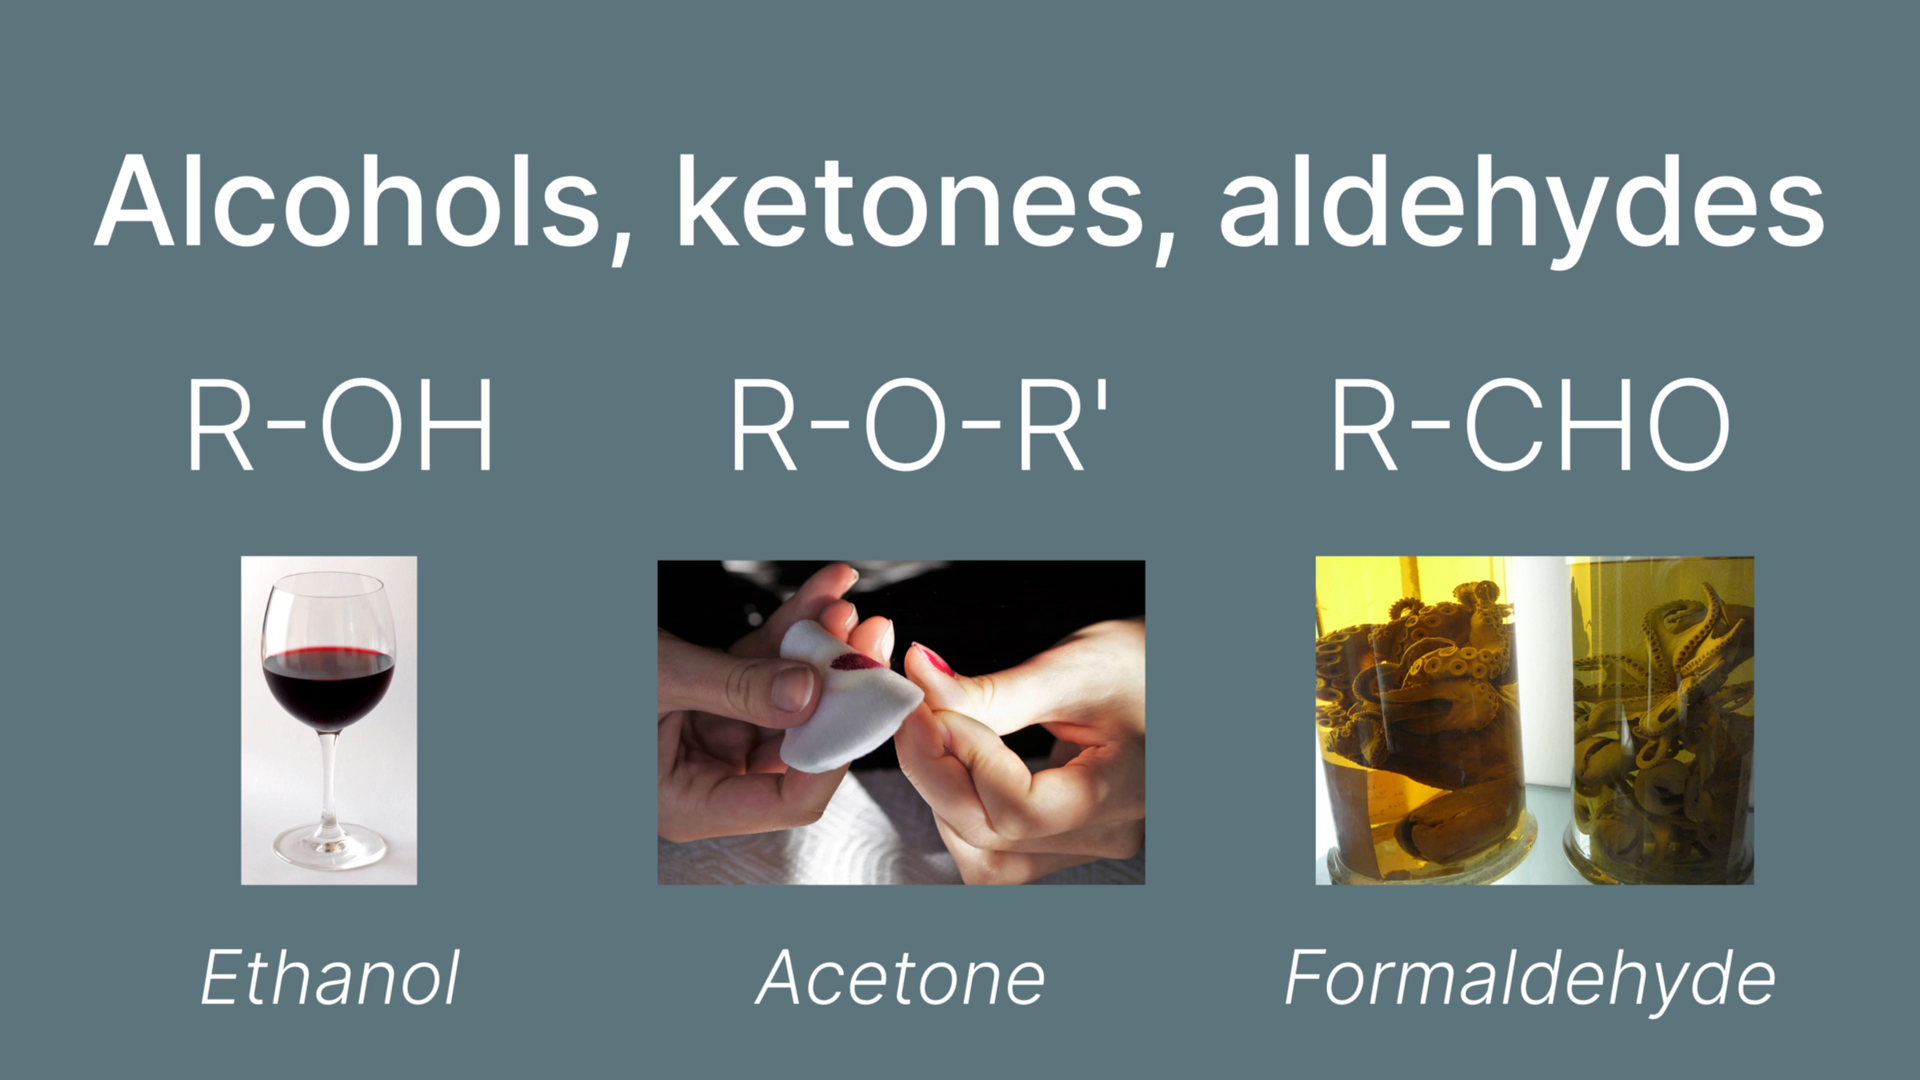 Alcohols, ketones, aldehydes
R-OH R-O-R' R-CHO
Ethanol Acetone Formaldehyde